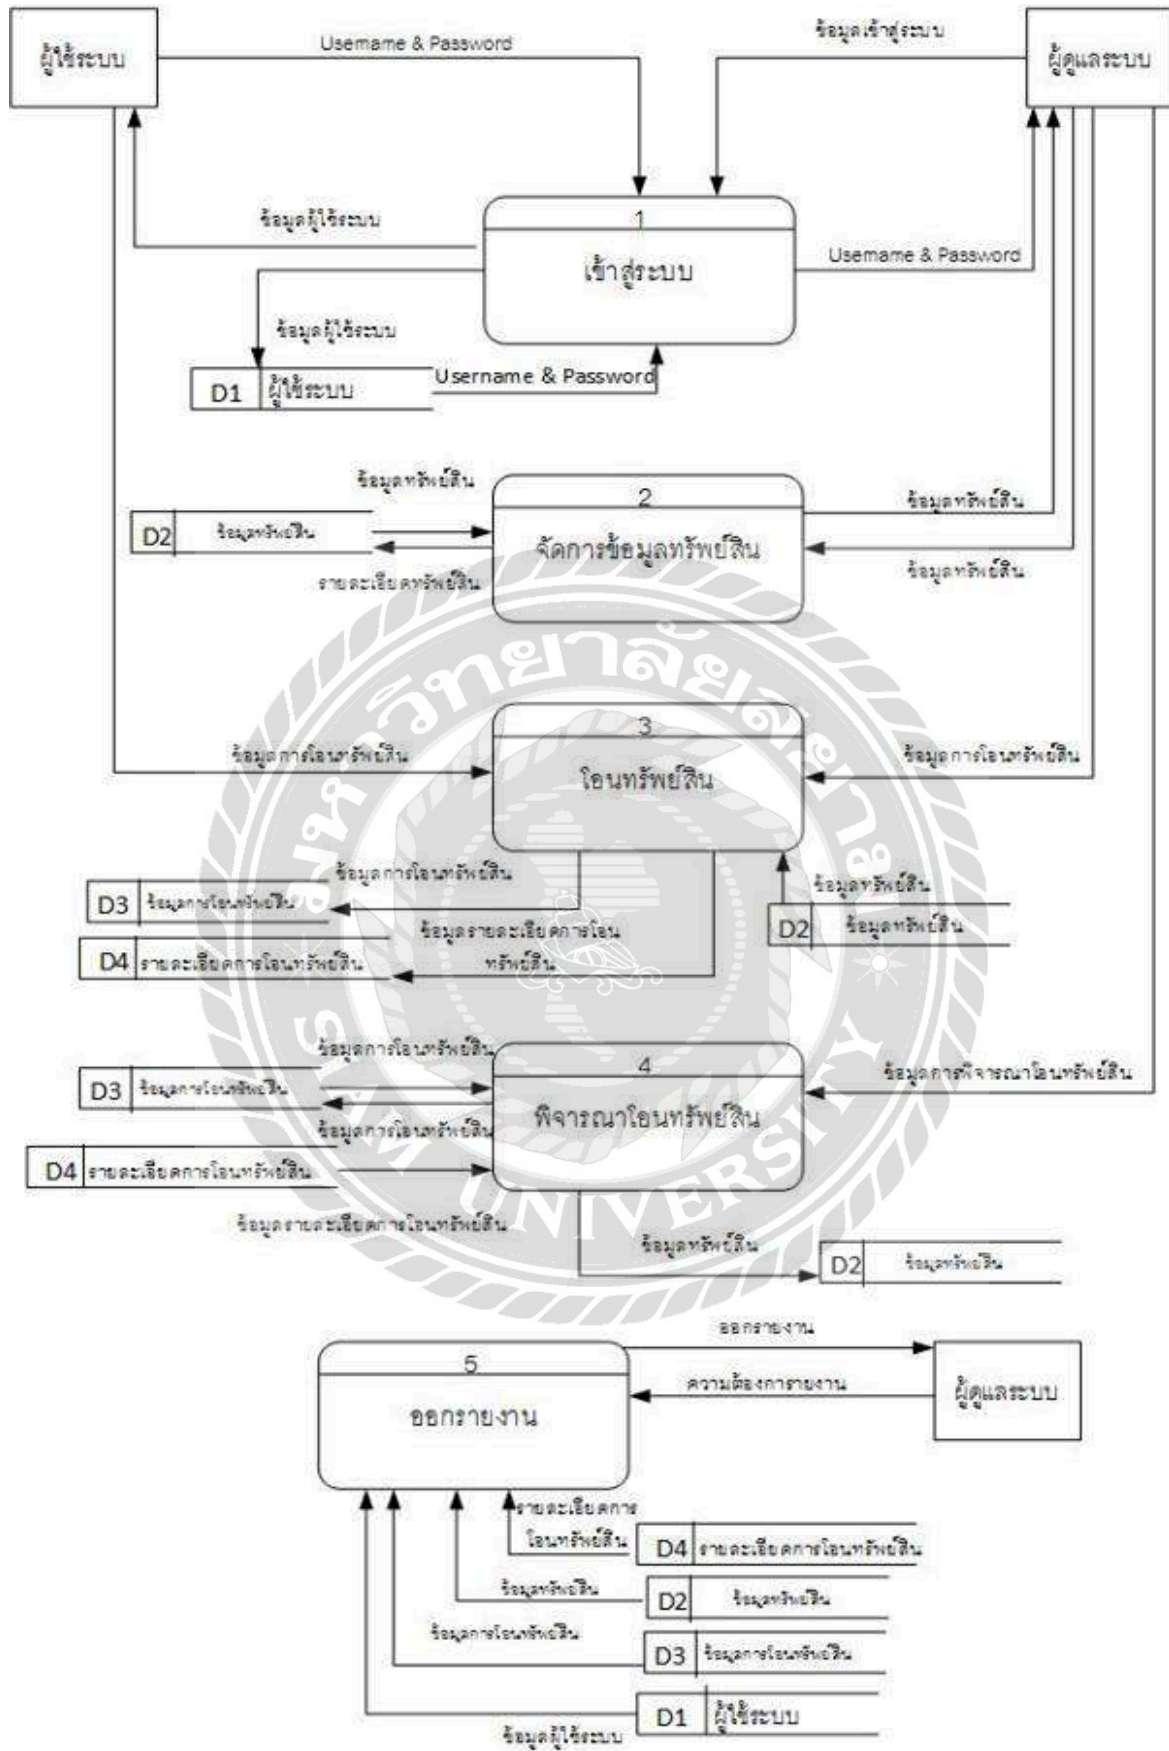 ผู้ใช้ระบบ
Username & Password
ข้อมูลเข้าสู่ระบบ
ผู้ดูแลระบบ
1
เข้าสู่ระบบ
ข้อมูลผู้ใช้ระบบ
Username & Password
ข้อมูลผู้ใช้ระบบ
D1 ผู้ใช้ระบบ
Username & Password
2
จัดการข้อมูลทรัพย์สิน
ข้อมูลทรัพย์สิน
D2 ข้อมูลทรัพย์สิน
รายละเอียดทรัพย์สิน
ข้อมูลทรัพย์สิน
ข้อมูลทรัพย์สิน
มหาวิทยาลัยสยาม
3
โอนทรัพย์สิน
ข้อมูลการโอนทรัพย์สิน
ข้อมูลการโอนทรัพย์สิน
ข้อมูลการโอนทรัพย์สิน
D3 ข้อมูลการโอนทรัพย์สิน
ข้อมูลทรัพย์สิน
D2 ข้อมูลทรัพย์สิน
ข้อมูลรายละเอียดการโอน
ทรัพย์สิน
D4 รายละเอียดการโอนทรัพย์สิน
SIAM UNIVERSITY
4
พิจารณาโอนทรัพย์สิน
ข้อมูลการโอนทรัพย์สิน
D3 ข้อมูลการโอนทรัพย์สิน
ข้อมูลการโอนทรัพย์สิน
ข้อมูลการพิจารณาโอนทรัพย์สิน
D4 รายละเอียดการโอนทรัพย์สิน
ข้อมูลรายละเอียดการโอนทรัพย์สิน
ข้อมูลทรัพย์สิน
D2 ข้อมูลทรัพย์สิน
5
ออกรายงาน
ออกรายงาน
ความต้องการายงาน
ผู้ดูแลระบบ
รายละเอียดการ
โอนทรัพย์สิน
D4 รายละเอียดการโอนทรัพย์สิน
ข้อมูลทรัพย์สิน
D2 ข้อมูลทรัพย์สิน
ข้อมูลการโอนทรัพย์สิน
D3 ข้อมูลการโอนทรัพย์สิน
D1 ผู้ใช้ระบบ
ข้อมูลผู้ใช้ระบบ